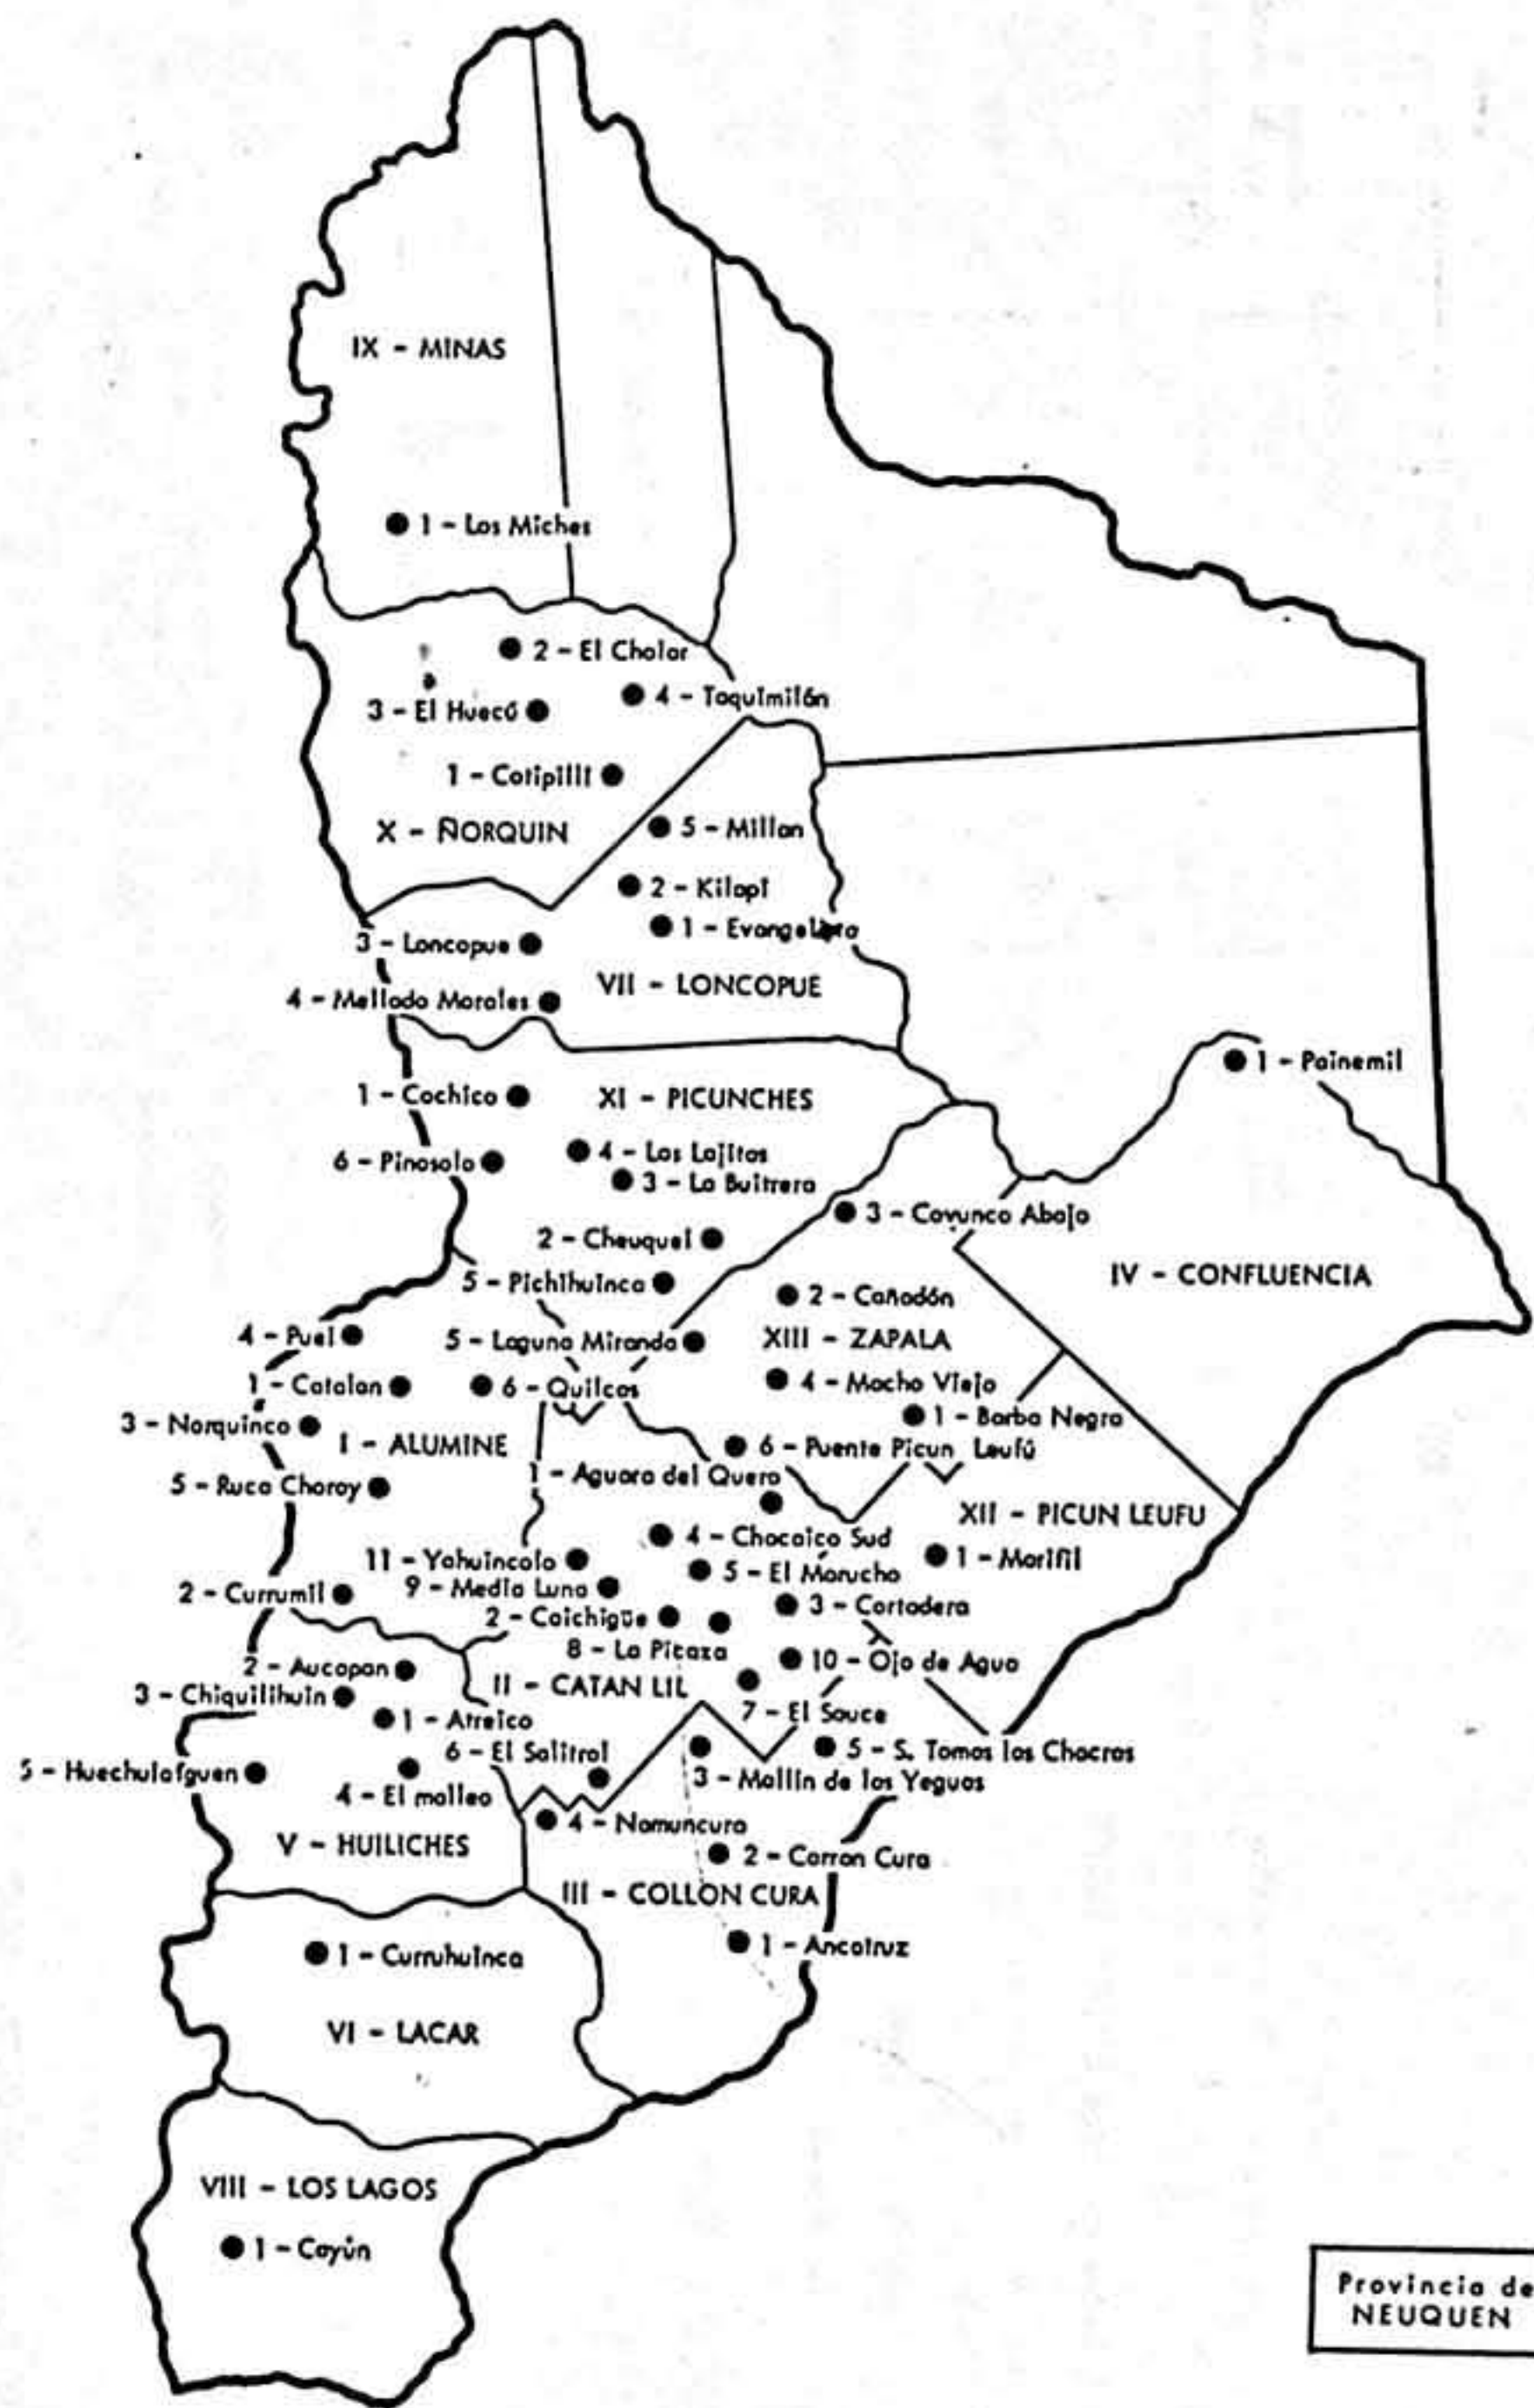 IX - MINAS
1 - Los Miches
2 - El Cholar
4 - Taquimilán
3 - El Huecú
1 - Cotipilli
X - ÑORQUIN
5 - Millan
2 - Kilapi
1 - Evangelista
3 - Loncopue
VII - LONCOPUE
4 - Mellado Morales
1 - Painemil
1 - Cochico
XI - PICUNCHES
4 - Las Lajitas
6 - Pinosolo
3 - La Buitrera
3 - Covunco Abajo
2 - Cheuquel
IV - CONFLUENCIA
5 - Pichihuinca
2 - Cañadón
4 - Puel
5 - Laguna Miranda
XIII - ZAPALA
1 - Catalan
6 - Quilcas
4 - Mocho Viejo
1 - Barba Negra
3 - Norquinco
I - ALUMINE
6 - Puente Picun Leufú
1 - Aguara del Quero
5 - Ruca Choroy
XII - PICUN LEUFU
4 - Chocaico Sud
1 - Marifil
11 - Yahuincolo
5 - El Marucho
9 - Media Luna
2 - Currumil
3 - Cortadera
2 - Caichigüe
8 - La Picaza
10 - Ojo de Agua
2 - Aucapan
II - CATAN LIL
3 - Chiquilihuin
7 - El Sauce
1 - Atreico
6 - El Salitral
5 - S. Tomas los Chacras
5 - Huechulafguen
3 - Mallin de las Yeguas
4 - El malleo
4 - Namuncura
V - HUILICHES
2 - Carran Cura
III - COLLON CURA
1 - Ancatruz
1 - Curruhuinca
VI - LACAR
VIII - LOS LAGOS
1 - Cayún
Provincia de
NEUQUEN